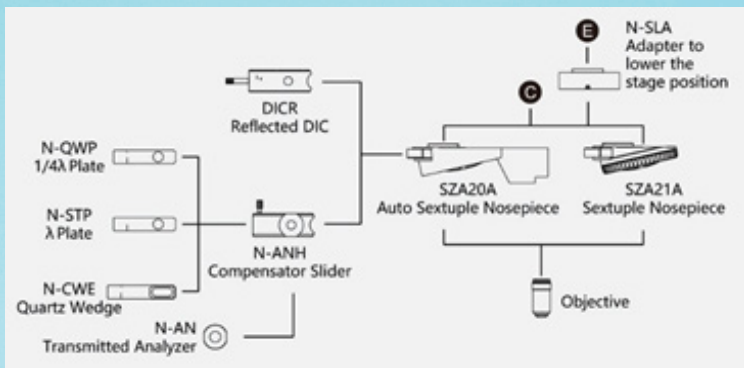 E
N-SLA
Adapter to
lower the
stage position
C
DICR
Reflected DIC
N-QWP
1/4λ Plate
SZA20A
Auto Sextuple Nosepiece
SZA21A
Sextuple Nosepiece
N-STP
λ Plate
N-ANH
Compensator Slider
N-CWE
Quartz Wedge
Objective
N-AN
Transmitted Analyzer